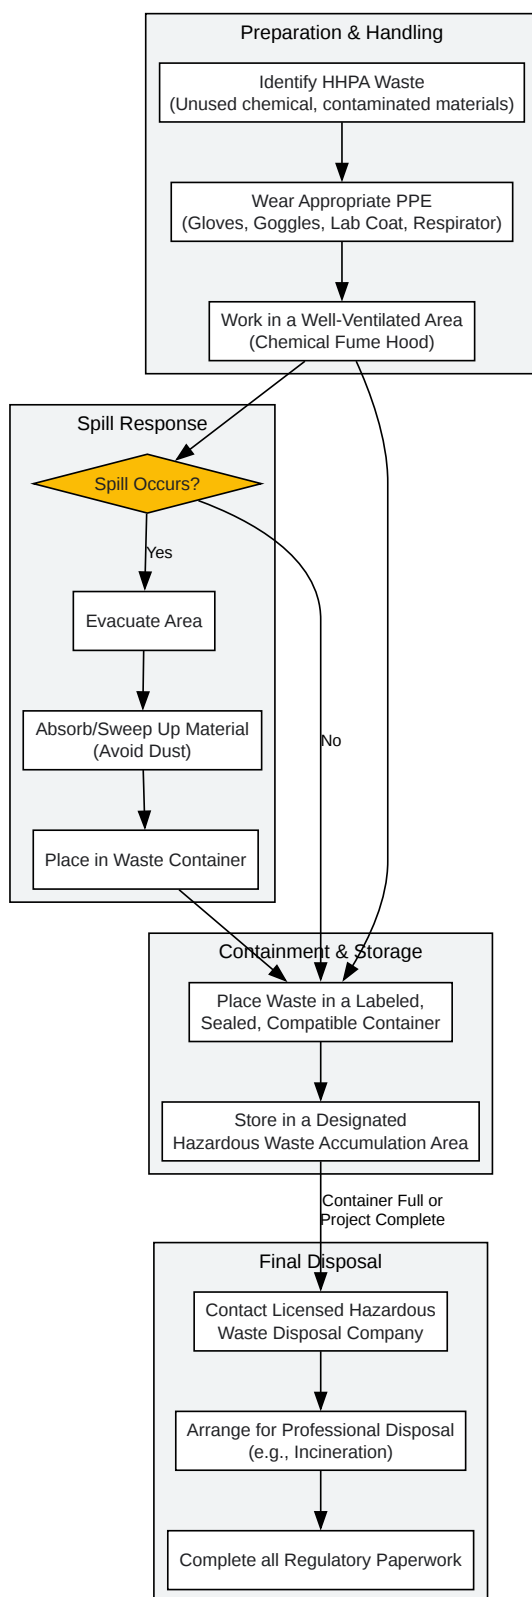 Preparation & Handling
Identify HHPA Waste
(Unused chemical, contaminated materials)
Wear Appropriate PPE
(Gloves, Goggles, Lab Coat, Respirator)
Work in a Well-Ventilated Area
(Chemical Fume Hood)
Spill Response
Spill Occurs?
Yes
Evacuate Area
Absorb/Sweep Up Material
(Avoid Dust)
No
Place in Waste Container
Containment & Storage
Place Waste in a Labeled,
Sealed, Compatible Container
Store in a Designated
Hazardous Waste Accumulation Area
Container Full or
Project Complete
Final Disposal
Contact Licensed Hazardous
Waste Disposal Company
Arrange for Professional Disposal
(e.g., Incineration)
Complete all Regulatory Paperwork